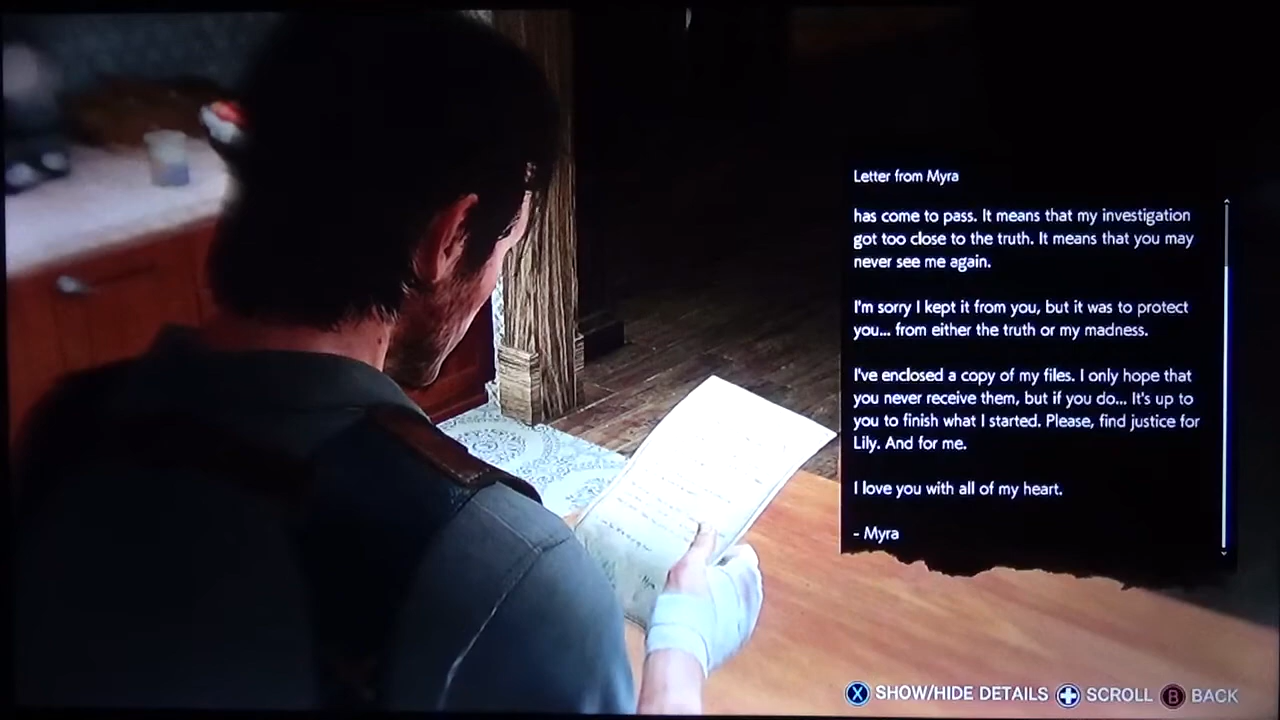 Letter from Myra
has come to pass. It means that my investigation
got too close to the truth. It means that you may
never see me again.
I'm sorry I kept it from you, but it was to protect
you... from either the truth or my madness.
I've enclosed a copy of my files. I only hope that
you never receive them, but if you do... It's up to
you to finish what I started. Please, find justice for
Lily. And for me.
I love you with all of my heart.
- Myra
X SHOW/HIDE DETAILS SCROLL B BACK